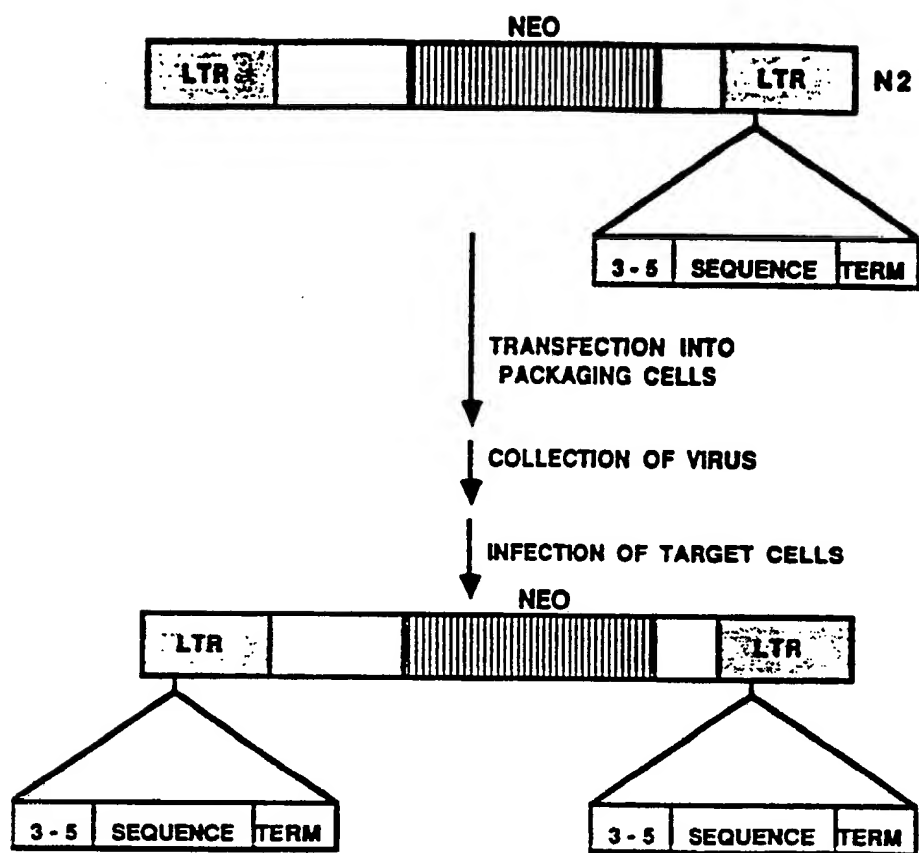 NEO
LTR LTR N2
3 - 5 SEQUENCE TERM
TRANSFECTION INTO
PACKAGING CELLS
COLLECTION OF VIRUS
INFECTION OF TARGET CELLS
NEO
LTR LTR
3 - 5 SEQUENCE TERM 3 - 5 SEQUENCE TERM